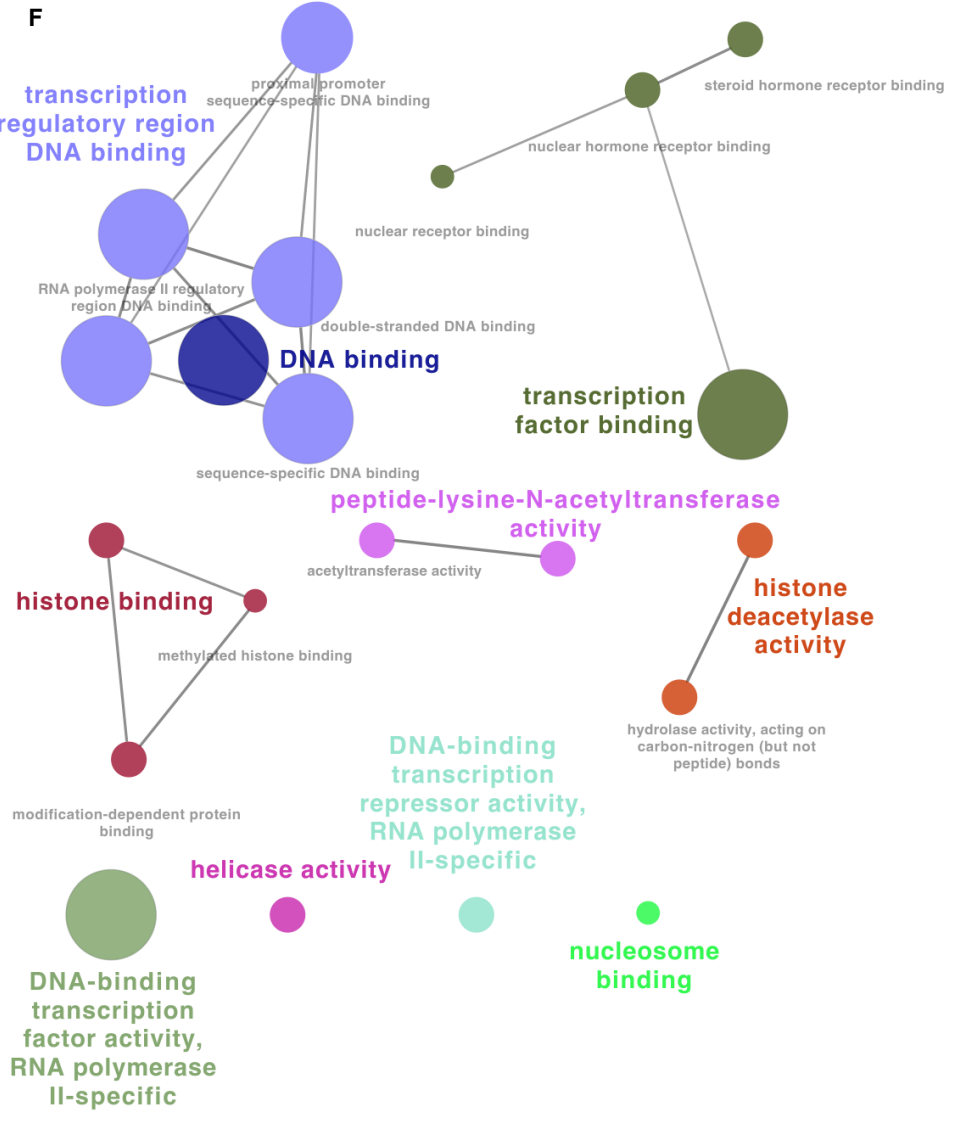 F
proximal promoter
sequence-specific DNA binding
transcription
regulatory region
DNA binding
steroid hormone receptor binding
nuclear hormone receptor binding
nuclear receptor binding
RNA polymerase II regulatory
region DNA binding
double-stranded DNA binding
DNA binding
transcription
factor binding
sequence-specific DNA binding
peptide-lysine-N-acetyltransferase
activity
acetyltransferase activity
histone binding
methylated histone binding
histone
deacetylase
activity
hydrolase activity, acting on
carbon-nitrogen (but not
peptide) bonds
modification-dependent protein
binding
DNA-binding
transcription
repressor activity,
RNA polymerase
II-specific
helicase activity
nucleosome
binding
DNA-binding
transcription
factor activity,
RNA polymerase
II-specific